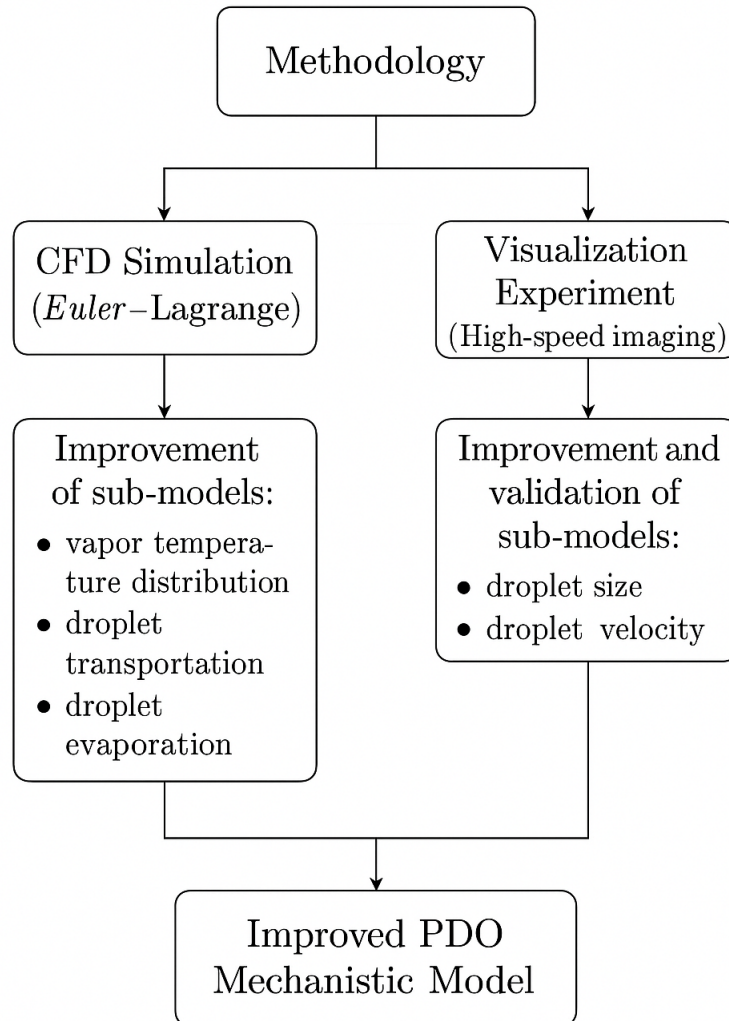 Methodology
CFD Simulation
(Euler–Lagrange)
Visualization
Experiment
(High-speed imaging)
Improvement
of sub-models:
• vapor tempera-
ture distribution
• droplet
transportation
• droplet
evaporation
Improvement and
validation of
sub-models:
• droplet size
• droplet velocity
Improved PDO
Mechanistic Model